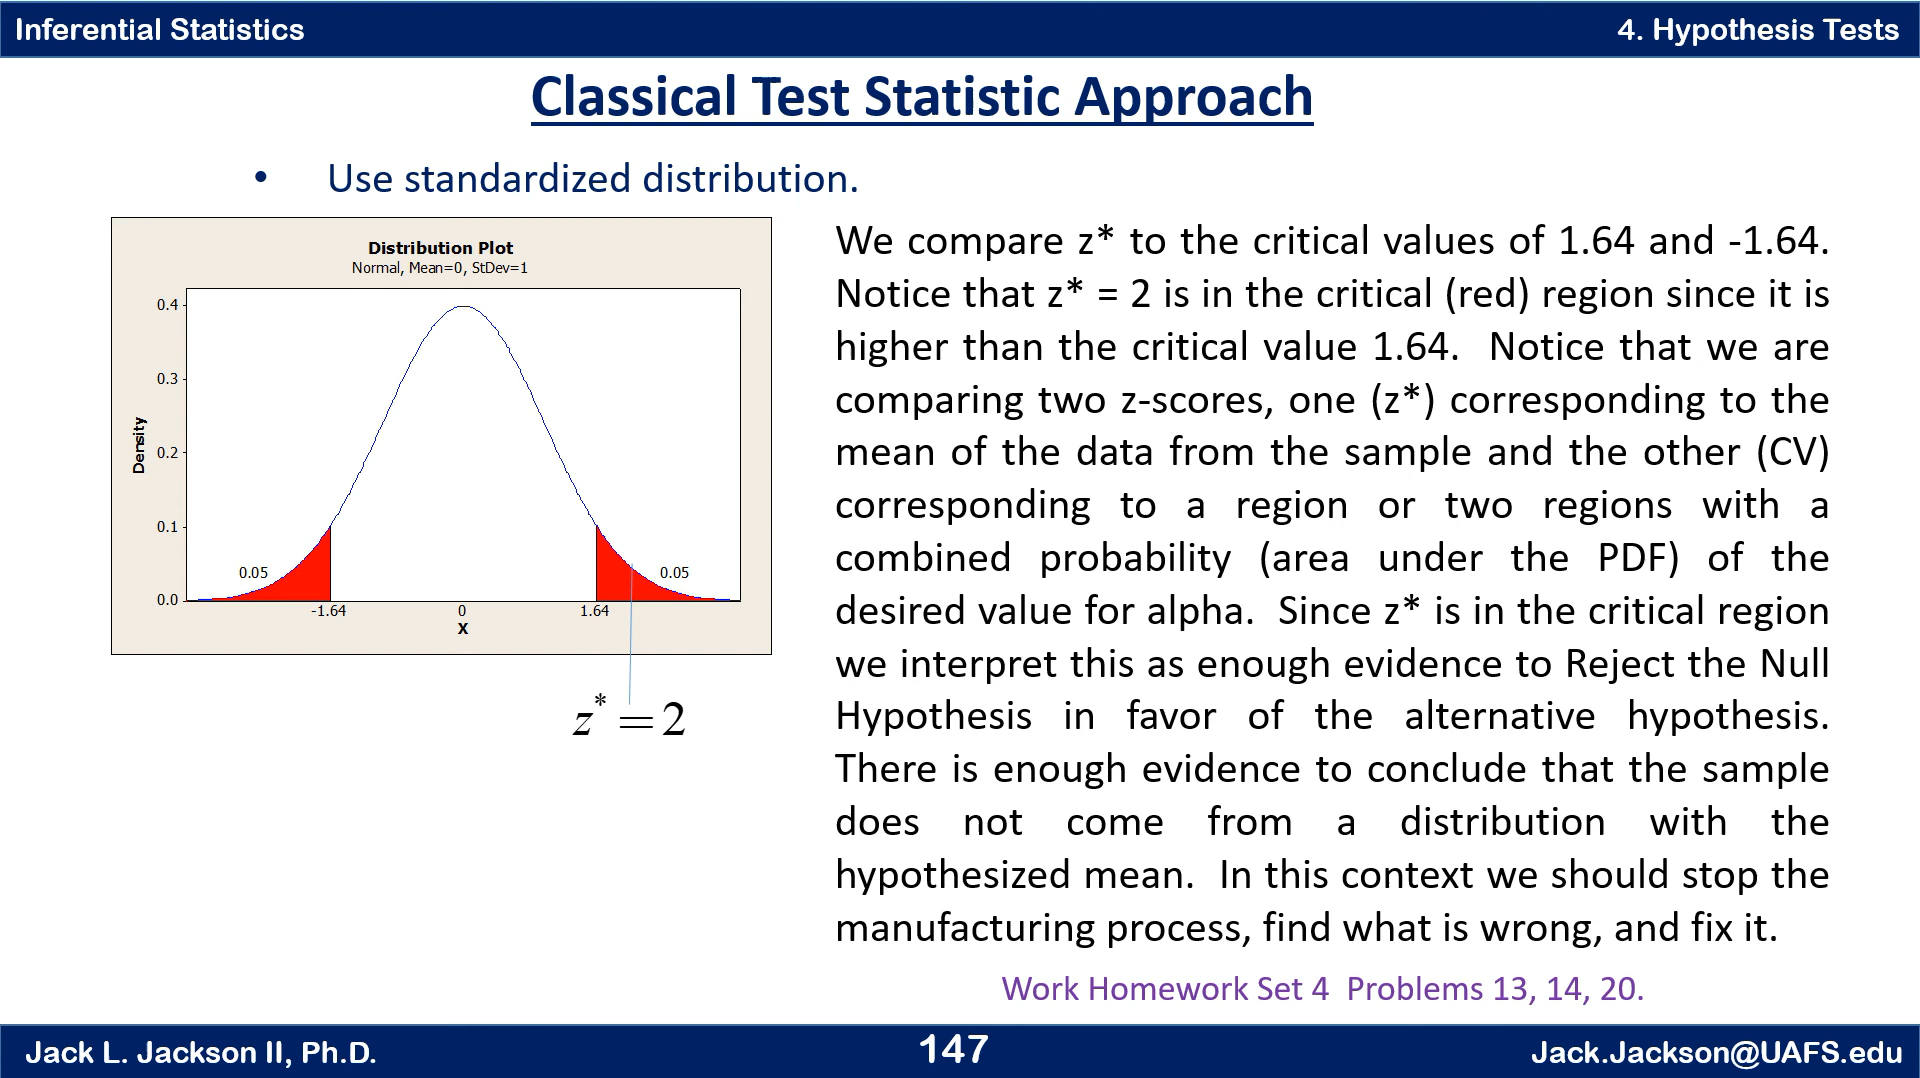 Inferential Statistics
4. Hypothesis Tests
Classical Test Statistic Approach
• Use standardized distribution.
Distribution Plot
Normal, Mean=0, StDev=1
0.4
0.3
0.2
0.1
0.0
Density
0.05
0.05
-1.64
0
1.64
X
z* = 2
We compare z* to the critical values of 1.64 and -1.64.
Notice that z* = 2 is in the critical (red) region since it is
higher than the critical value 1.64. Notice that we are
comparing two z-scores, one (z*) corresponding to the
mean of the data from the sample and the other (CV)
corresponding to a region or two regions with a
combined probability (area under the PDF) of the
desired value for alpha. Since z* is in the critical region
we interpret this as enough evidence to Reject the Null
Hypothesis in favor of the alternative hypothesis.
There is enough evidence to conclude that the sample
does not come from a distribution with the
hypothesized mean. In this context we should stop the
manufacturing process, find what is wrong, and fix it.
Work Homework Set 4 Problems 13, 14, 20.
Jack L. Jackson II, Ph.D.
147
Jack.Jackson@UAFS.edu